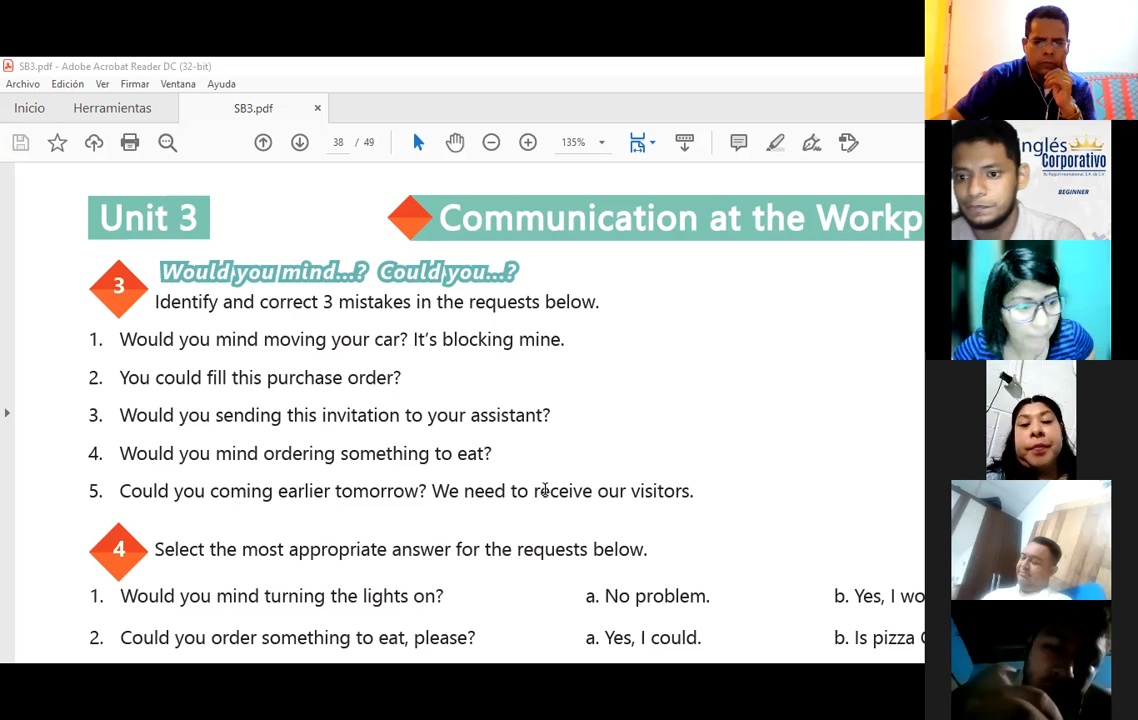 SB3.pdf - Adobe Acrobat Reader DC (32-bit)
Archivo Edición Ver Firmar Ventana Ayuda
Inicio Herramientas SB3.pdf ×
38 / 49 135%
Unit 3 Communication at the Workp
3 Would you mind...? Could you...?
Identify and correct 3 mistakes in the requests below.
1. Would you mind moving your car? It's blocking mine.
2. You could fill this purchase order?
3. Would you sending this invitation to your assistant?
4. Would you mind ordering something to eat?
5. Could you coming earlier tomorrow? We need to receive our visitors.
4 Select the most appropriate answer for the requests below.
1. Would you mind turning the lights on? a. No problem. b. Yes, I wo
2. Could you order something to eat, please? a. Yes, I could. b. Is pizza
nglés
Corporativo
BEGINNER